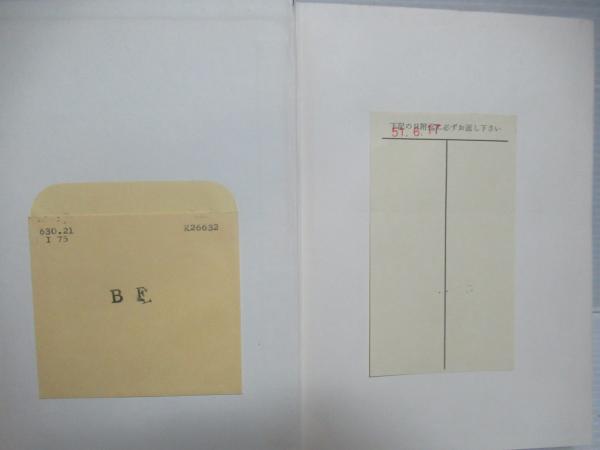 630.21
I 75
K26632
B E
下記の日附までに必ずお返し下さい
51. 6. 17